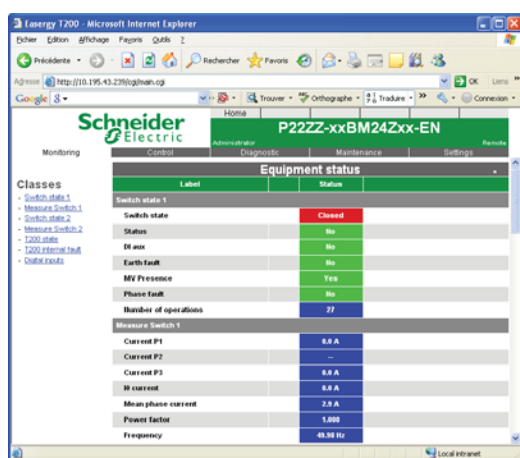 Easergy T200 - Microsoft Internet Explorer
Fichier Edition Affichage Favoris Outils ?
Précédente Rechercher Favoris
Adresse http://10.195.43.239/cgi/main.cgi OK Liens »
Google Trouver Orthographe Traduire » Connexion
Schneider Electric
Home
P22ZZ-xxBM24Zxx-EN
Administrator Remote
Monitoring Control Diagnostic Maintenance Settings
Equipment status
Classes
Switch state 1
Measure Switch 1
Switch state 2
Measure Switch 2
T200 state
T200 internal fault
Digital inputs
Label Status
Switch state 1
Switch state Closed
Status No
DI aux No
Earth fault No
MV Presence Yes
Phase fault No
Number of operations 27
Measure Switch 1
Current P1 0.0 A
Current P2 --
Current P3 0.0 A
N current 0.0 A
Mean phase current 2.9 A
Power factor 1.000
Frequency 49.98 Hz
Local intranet